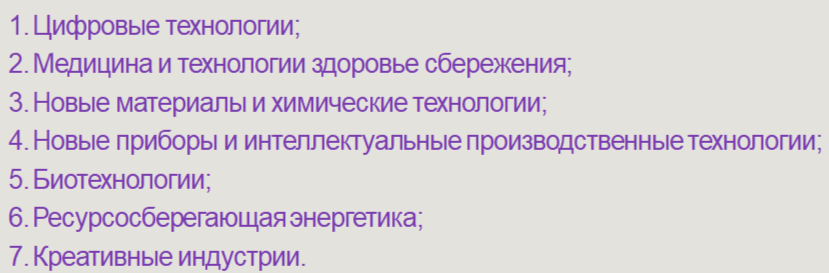 1. Цифровые технологии;
2. Медицина и технологии здоровье сбережения;
3. Новые материалы и химические технологии;
4. Новые приборы и интеллектуальные производственные технологии;
5. Биотехнологии;
6. Ресурсосберегающая энергетика;
7. Креативные индустрии.